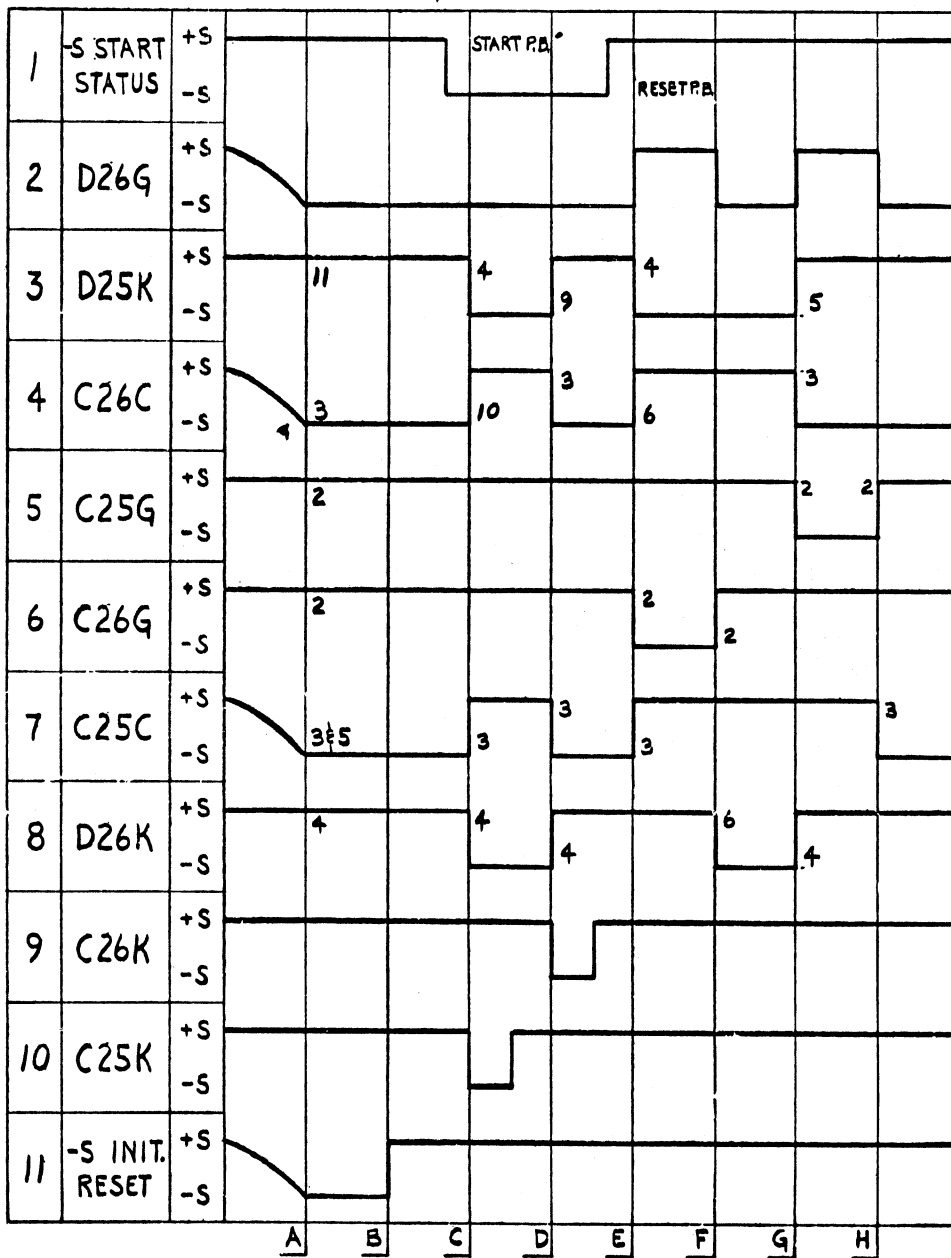 1 -S START STATUS +S -S START P.B. RESET P.B.
2 D26G +S -S
3 D25K +S -S 11 4 9 4 5
4 C26C +S -S 4 3 10 3 6 3
5 C25G +S -S 2 2 2
6 C26G +S -S 2 2 2
7 C25C +S -S 3&5 3 3 3 3
8 D26K +S -S 4 4 4 6 4
9 C26K +S -S
10 C25K +S -S
11 -S INIT. RESET +S -S
A B C D E F G H